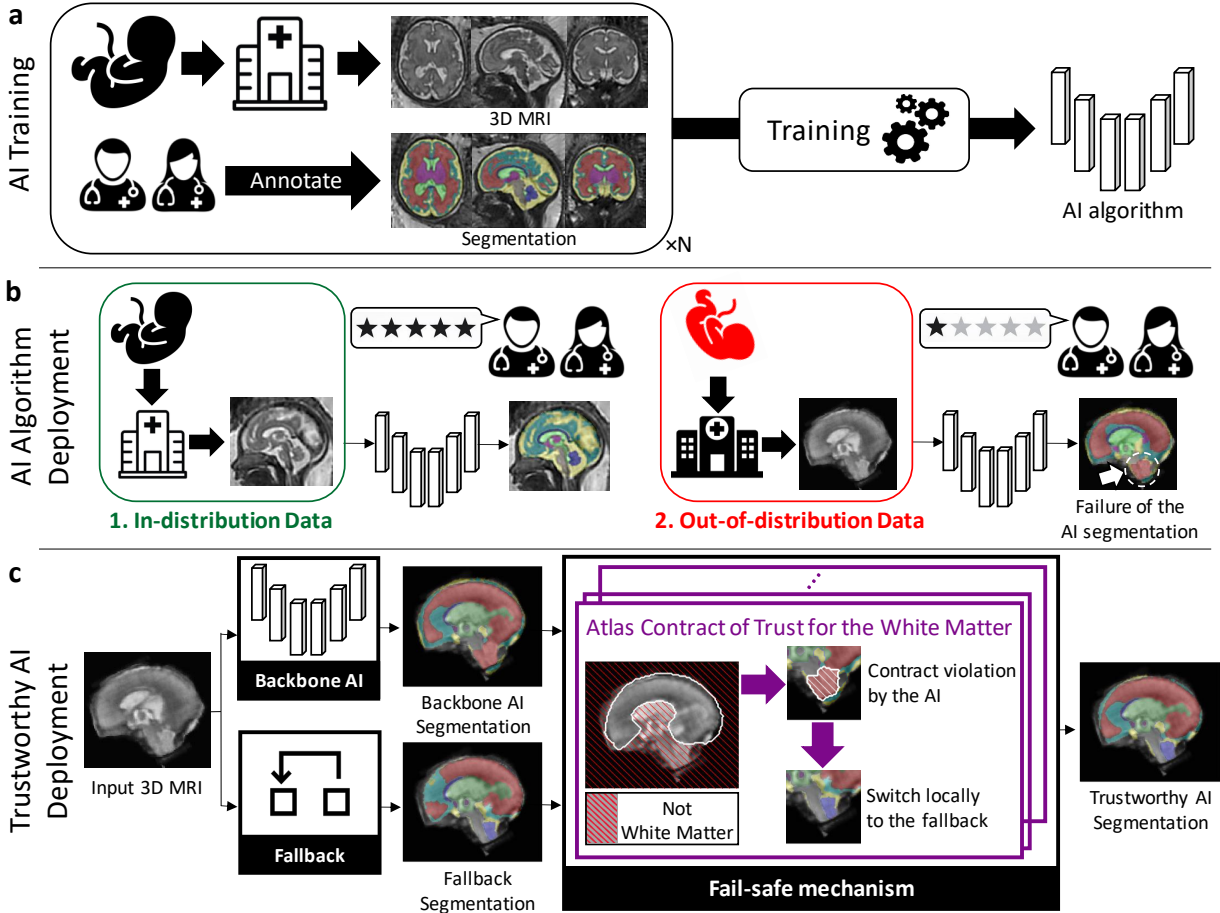 a
AI Training
3D MRI
Annotate
Segmentation
×N
Training
AI algorithm
b
AI Algorithm
Deployment
1. In-distribution Data
2. Out-of-distribution Data
Failure of the
AI segmentation
c
Trustworthy AI
Deployment
Input 3D MRI
Backbone AI
Backbone AI
Segmentation
Fallback
Fallback
Segmentation
Atlas Contract of Trust for the White Matter
Contract violation
by the AI
Not
White Matter
Switch locally
to the fallback
Fail-safe mechanism
Trustworthy AI
Segmentation